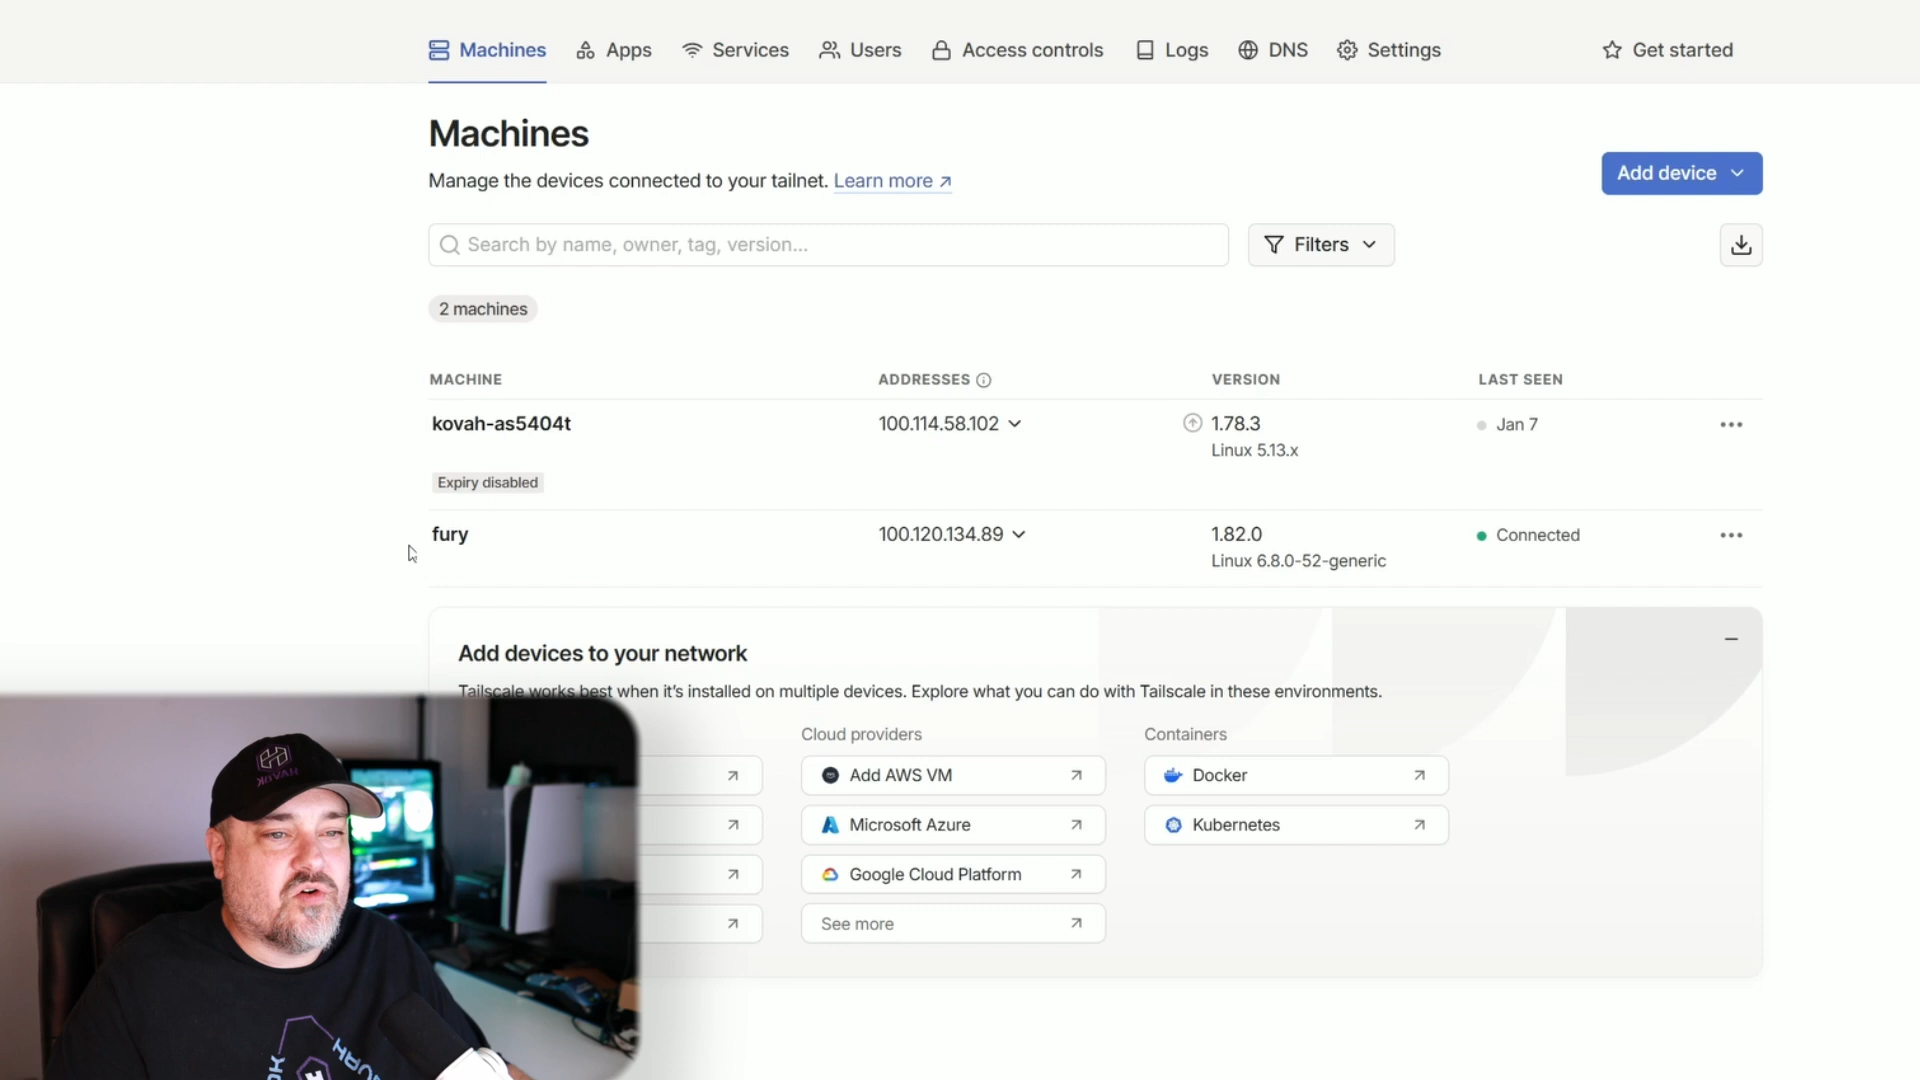 Machines Apps Services Users Access controls Logs DNS Settings Get started
Machines
Manage the devices connected to your tailnet. Learn more ↗
Add device
Search by name, owner, tag, version...
Filters
2 machines
MACHINE ADDRESSES VERSION LAST SEEN
kovah-as5404t 100.114.58.102 1.78.3 Jan 7
Linux 5.13.x
Expiry disabled
fury 100.120.134.89 1.82.0 Connected
Linux 6.8.0-52-generic
Add devices to your network
Tailscale works best when it's installed on multiple devices. Explore what you can do with Tailscale in these environments.
Cloud providers Containers
Add AWS VM Docker
Microsoft Azure Kubernetes
Google Cloud Platform
See more
KOVAH